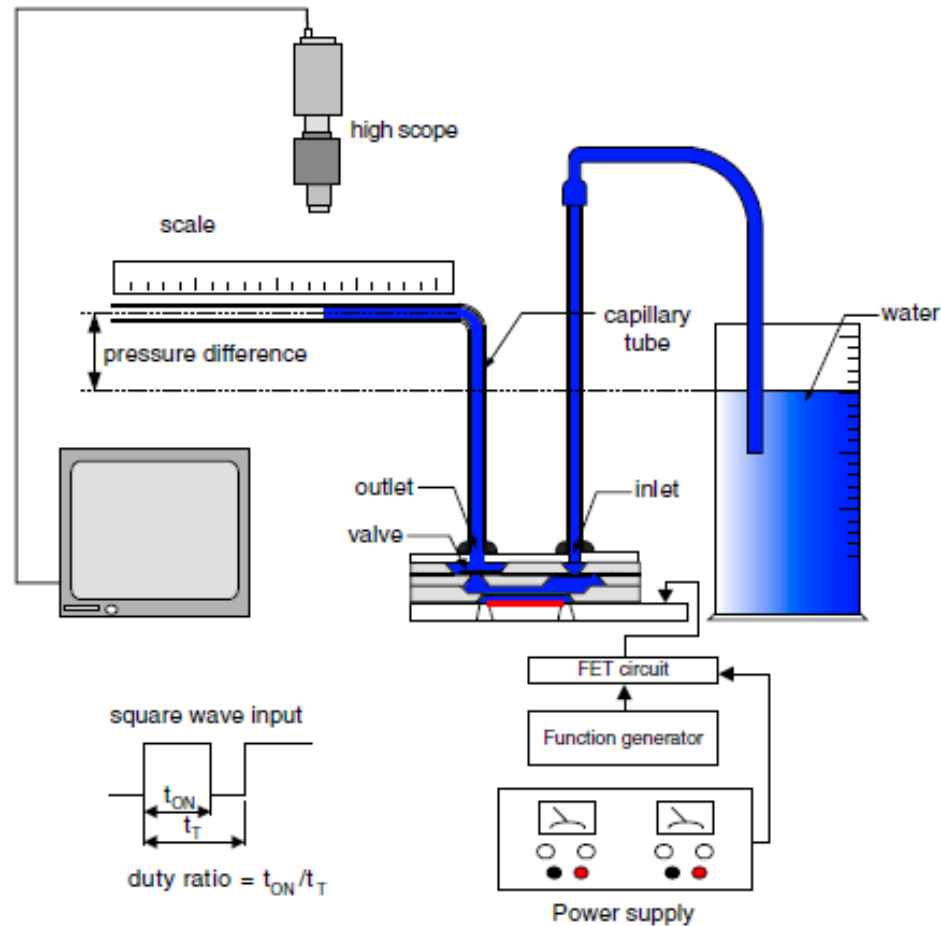 high scope
scale
water
capillary
tube
pressure difference
outlet
inlet
valve
FET circuit
square wave input
Function generator
tON
tT
duty ratio = tON/tT
Power supply